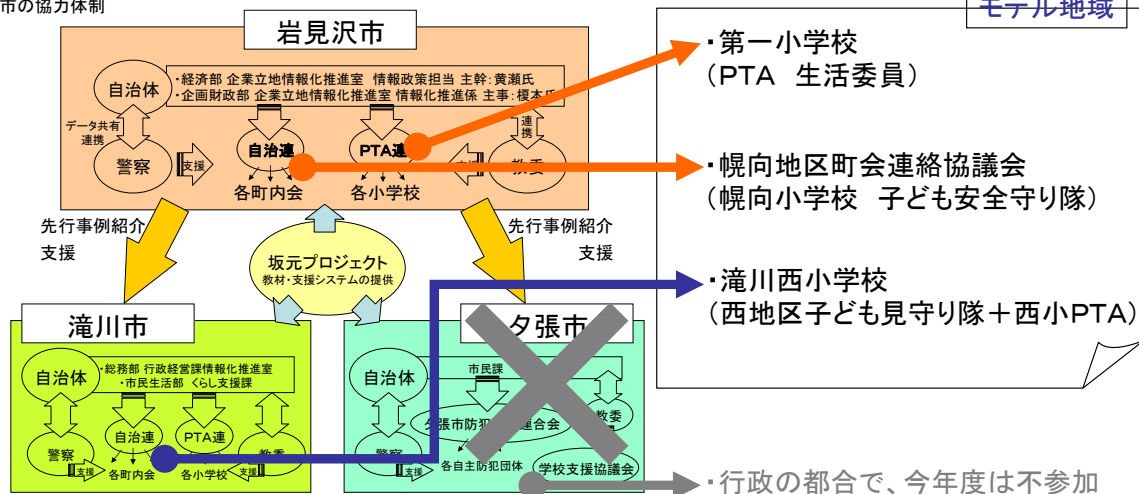 市の協力体制
モデル地域
岩見沢市
自治体
・経済部 企業立地情報化推進室 情報政策担当 主幹:黄瀬氏
・企画財政部 企業立地情報化推進室 情報化推進係 主事:榎本氏
データ共有
連携
連携
警察
支援
自治連
PTA連
教委
各町内会
各小学校
先行事例紹介
支援
先行事例紹介
支援
坂元プロジェクト
教材・支援システムの提供
滝川市
自治体
・総務部 行政経営課情報化推進室
・市民生活部 くらし支援課
自治連
PTA連
警察
支援
各町内会
各小学校
支援
教委
夕張市
自治体
市民課
教委
警察
支援
各自主防犯団体
学校支援協議会
・第一小学校
(PTA 生活委員)
・幌向地区町会連絡協議会
(幌向小学校 子ども安全守り隊)
・滝川西小学校
(西地区子ども見守り隊+西小PTA)
・行政の都合で、今年度は不参加